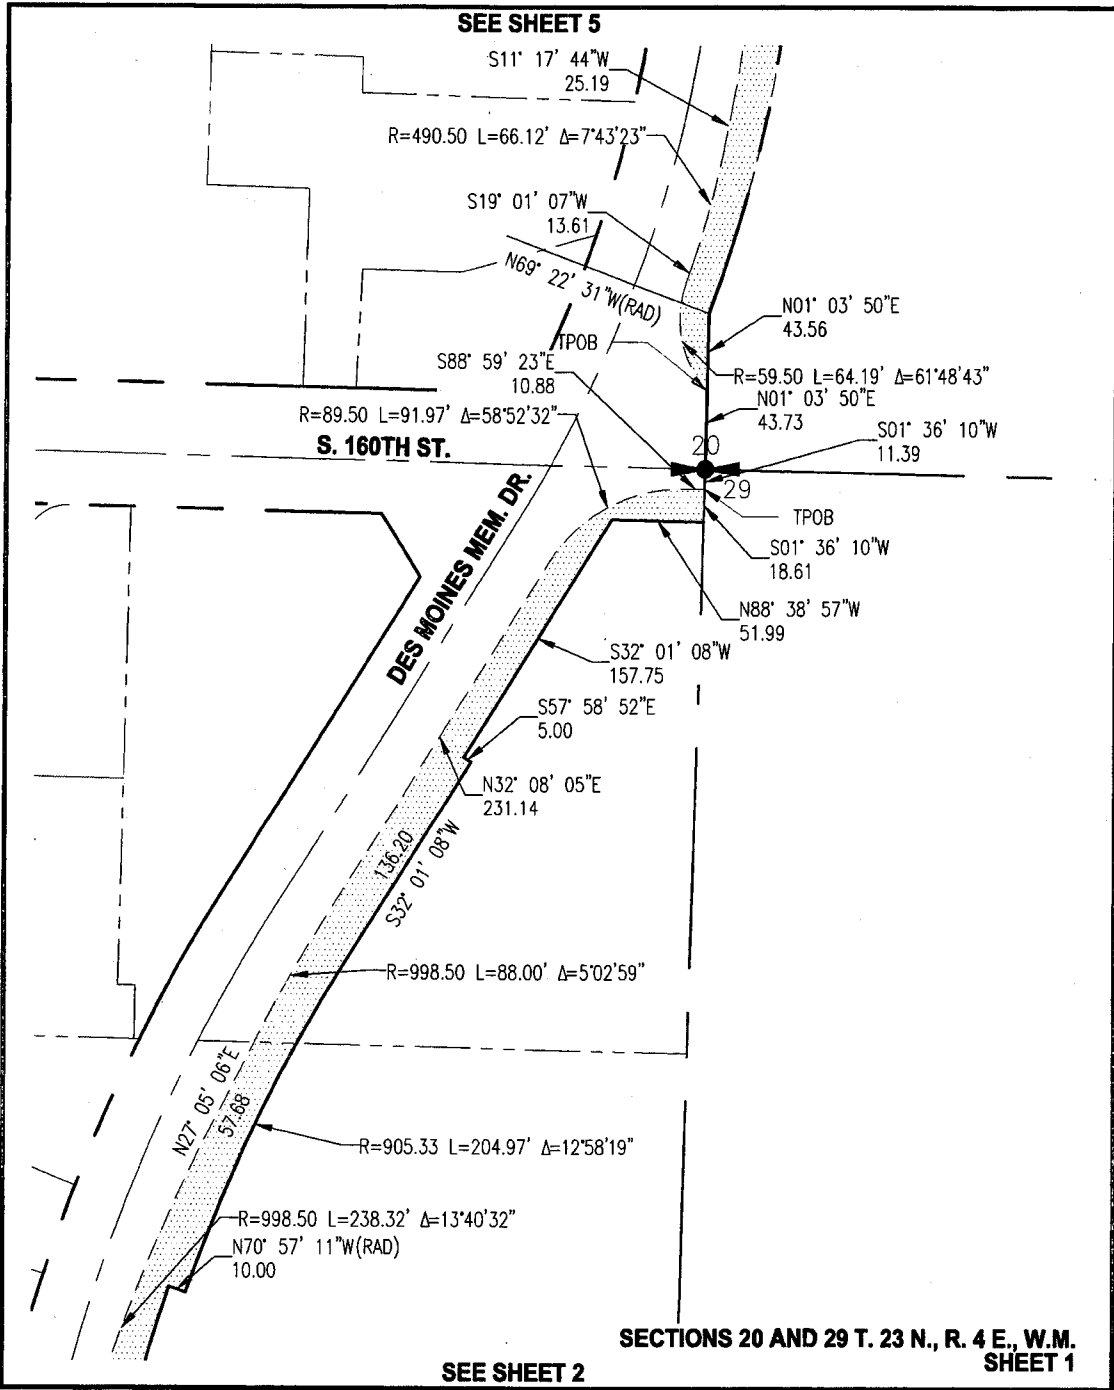 SEE SHEET 5
S11° 17' 44"W
25.19
R=490.50 L=66.12' Δ=7°43'23"
S19° 01' 07"W
13.61
N69° 22' 31"W(RAD)
N01° 03' 50"E
43.56
TPOB
S88° 59' 23"E
10.88
R=59.50 L=64.19' Δ=61°48'43"
N01° 03' 50"E
43.73
R=89.50 L=91.97' Δ=58°52'32"
S01° 36' 10"W
11.39
S. 160TH ST.
20
29
TPOB
DES MOINES MEM. DR.
S01° 36' 10"W
18.61
N88° 38' 57"W
51.99
S32° 01' 08"W
157.75
S57° 58' 52"E
5.00
N32° 08' 05"E
231.14
136.20
S32° 01' 08"W
R=998.50 L=88.00' Δ=5°02'59"
N27° 05' 06"E
57.68
R=905.33 L=204.97' Δ=12°58'19"
R=998.50 L=238.32' Δ=13°40'32"
N70° 57' 11"W(RAD)
10.00
SECTIONS 20 AND 29 T. 23 N., R. 4 E., W.M.
SHEET 1
SEE SHEET 2